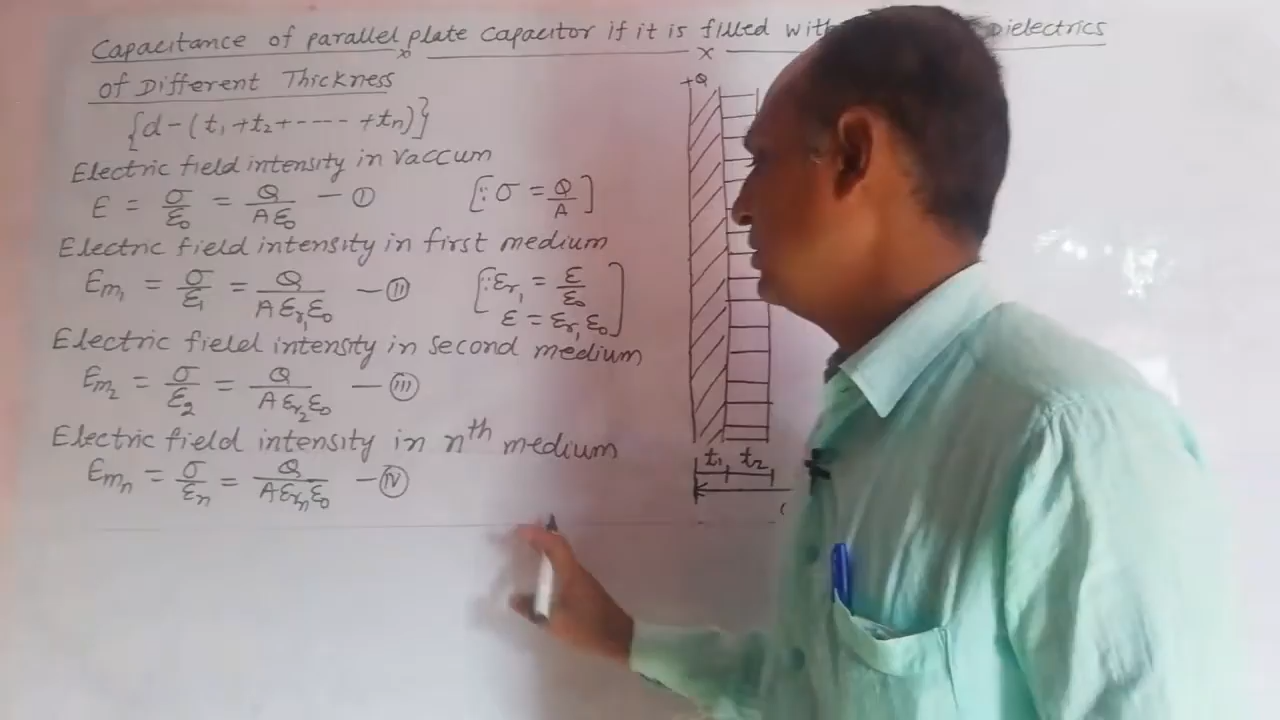 Capacitance of parallel plate capacitor if it is filled with Dielectrics
of Different Thickness
{d-(t₁+t₂+----+tn)}
Electric field intensity in vaccum
E = σ/ε₀ = Q/Aε₀ — (I) [∵ σ = Q/A]
Electric field intensity in first medium
Em₁ = σ/ε₁ = Q/Aεr₁ε₀ — (II) [∵ εr₁ = ε/ε₀
ε = εr₁ε₀]
Electric field intensity in second medium
Em₂ = σ/ε₂ = Q/Aεr₂ε₀ — (III)
Electric field intensity in nth medium
Emn = σ/εn = Q/Aεrnε₀ — (IV)
+Q
t₁ t₂